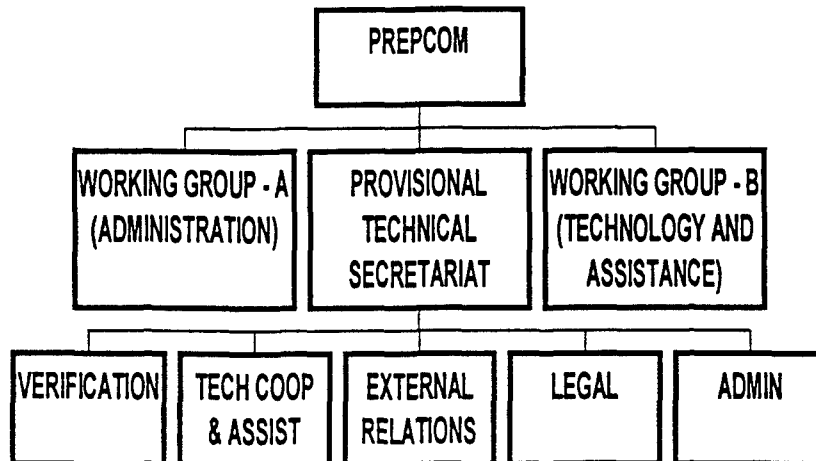 PREPCOM
WORKING GROUP - A
(ADMINISTRATION)
PROVISIONAL
TECHNICAL
SECRETARIAT
WORKING GROUP - B
(TECHNOLOGY AND
ASSISTANCE)
VERIFICATION
TECH COOP
& ASSIST
EXTERNAL
RELATIONS
LEGAL
ADMIN